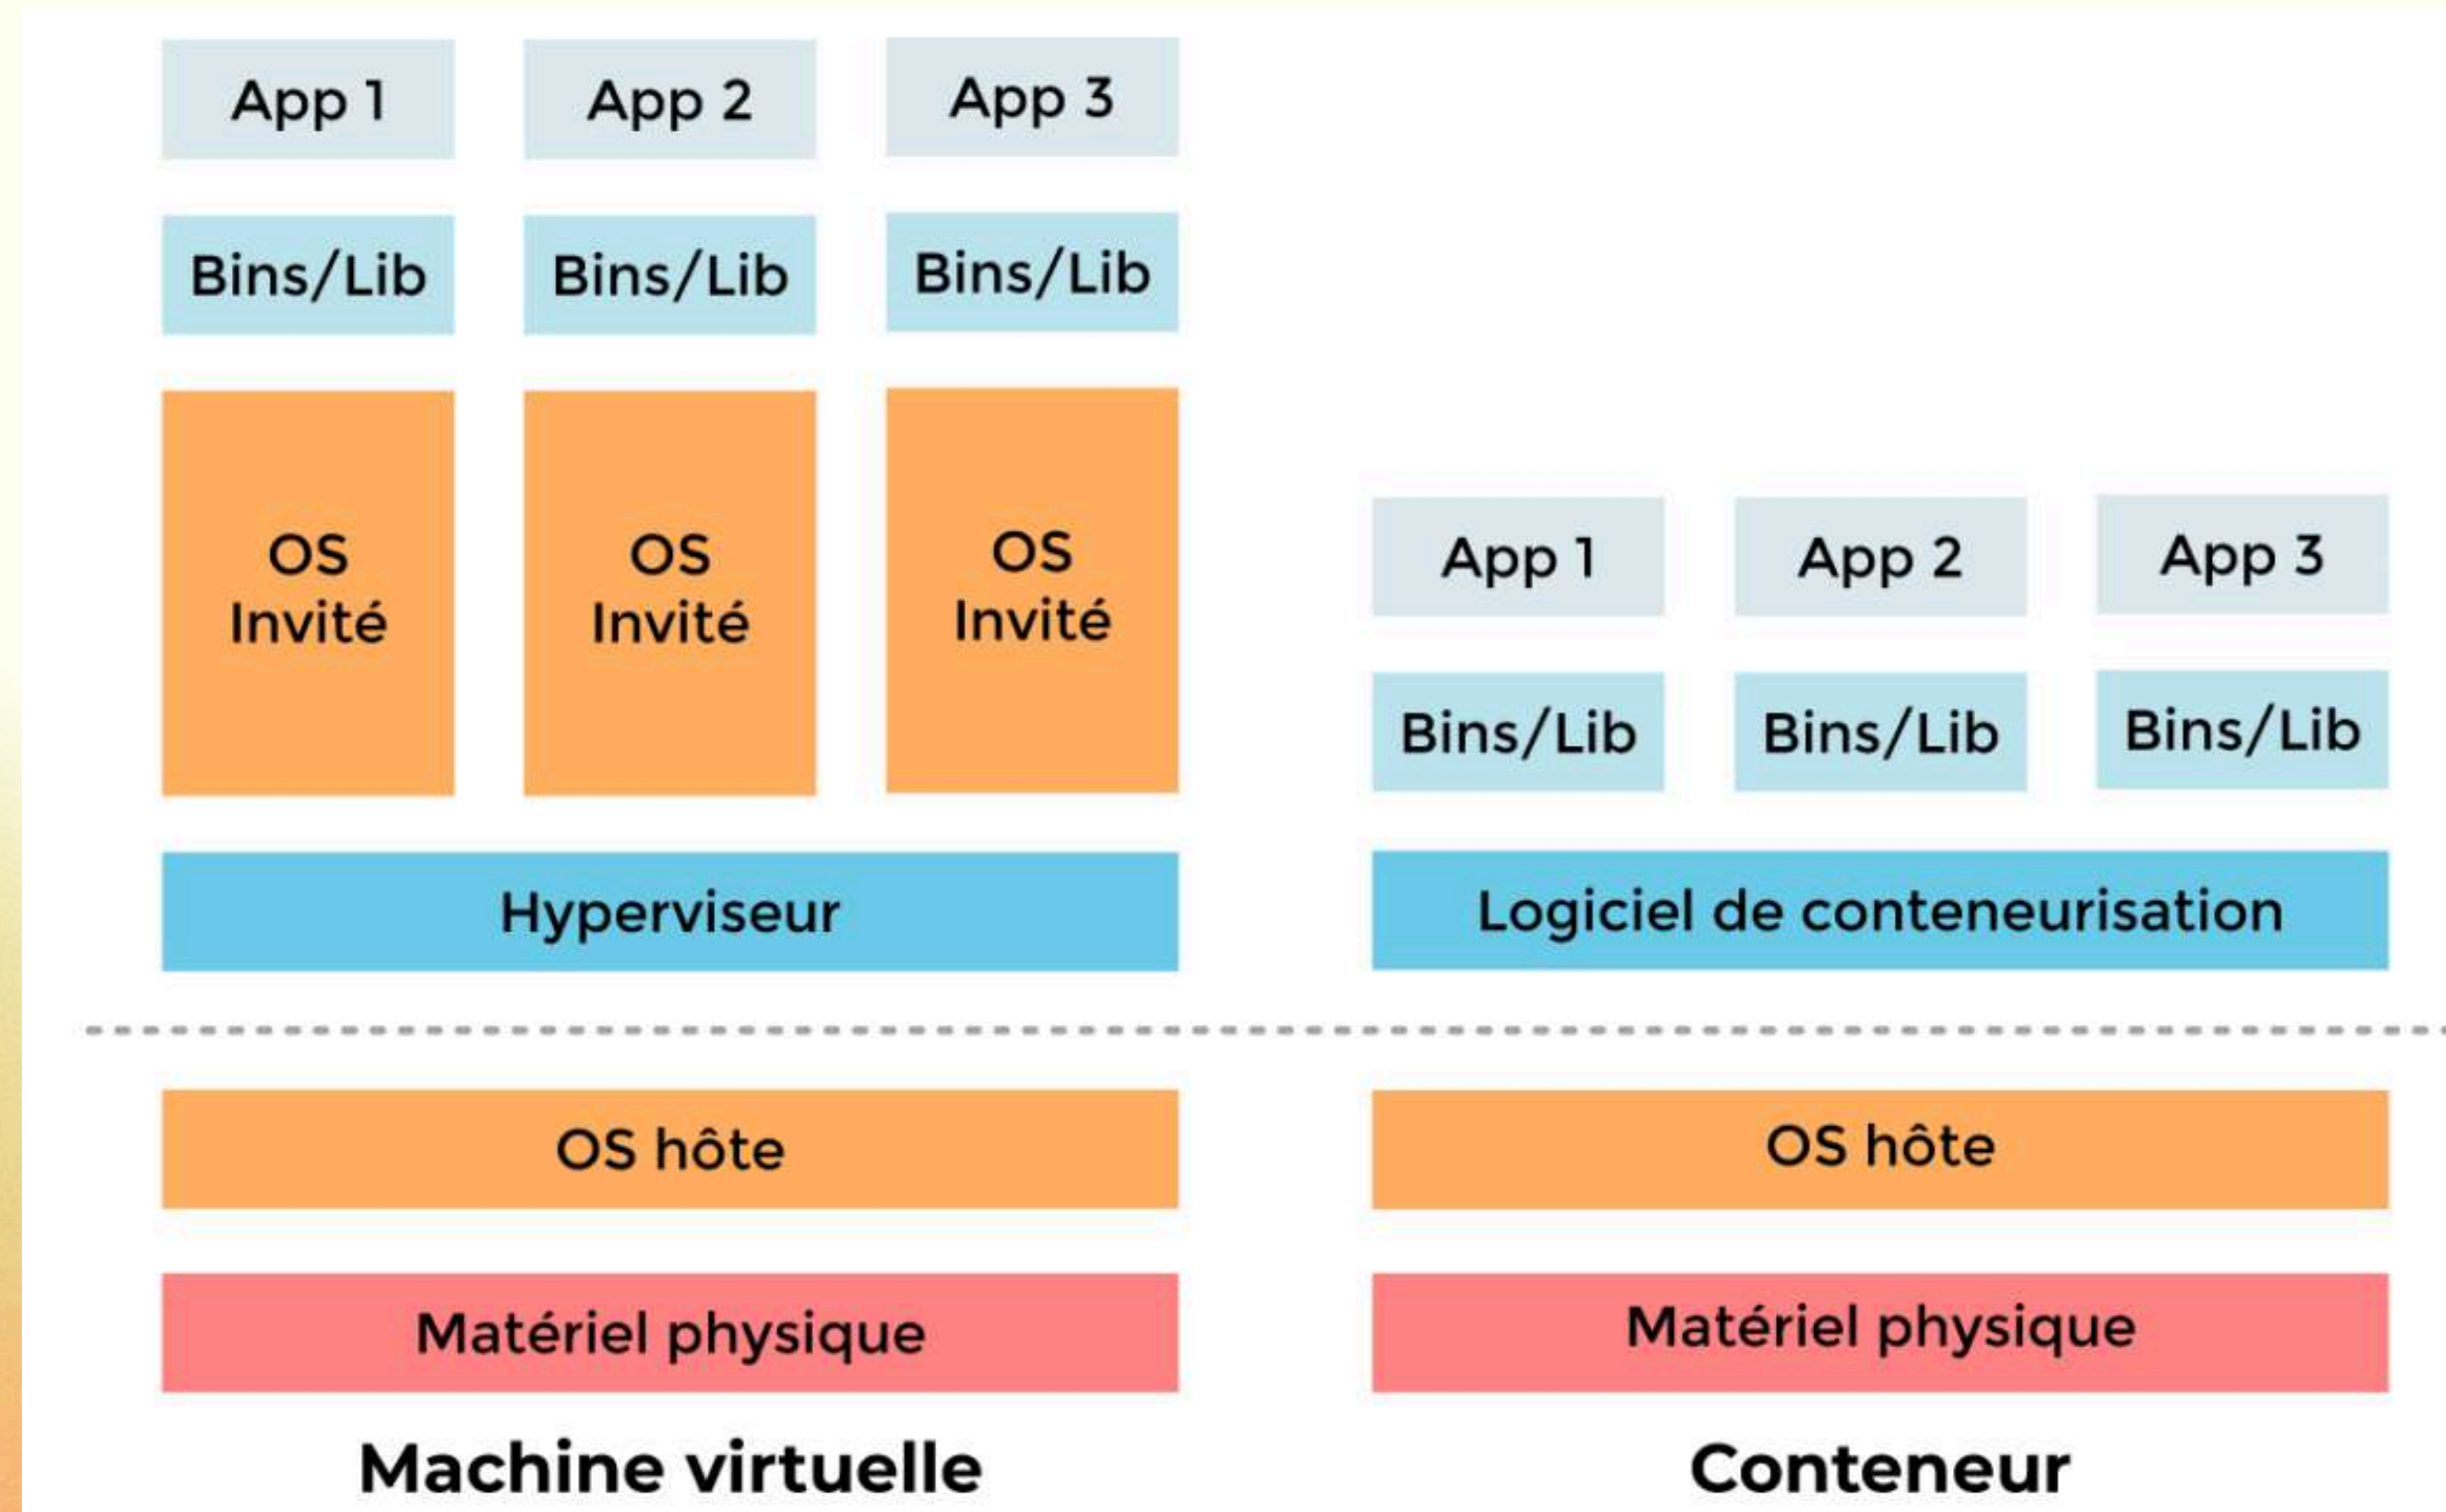 App 1
App 2
App 3
Bins/Lib
Bins/Lib
Bins/Lib
OS
Invité
OS
Invité
OS
Invité
Hyperviseur
OS hôte
Matériel physique
Machine virtuelle
App 1
App 2
App 3
Bins/Lib
Bins/Lib
Bins/Lib
Logiciel de conteneurisation
OS hôte
Matériel physique
Conteneur